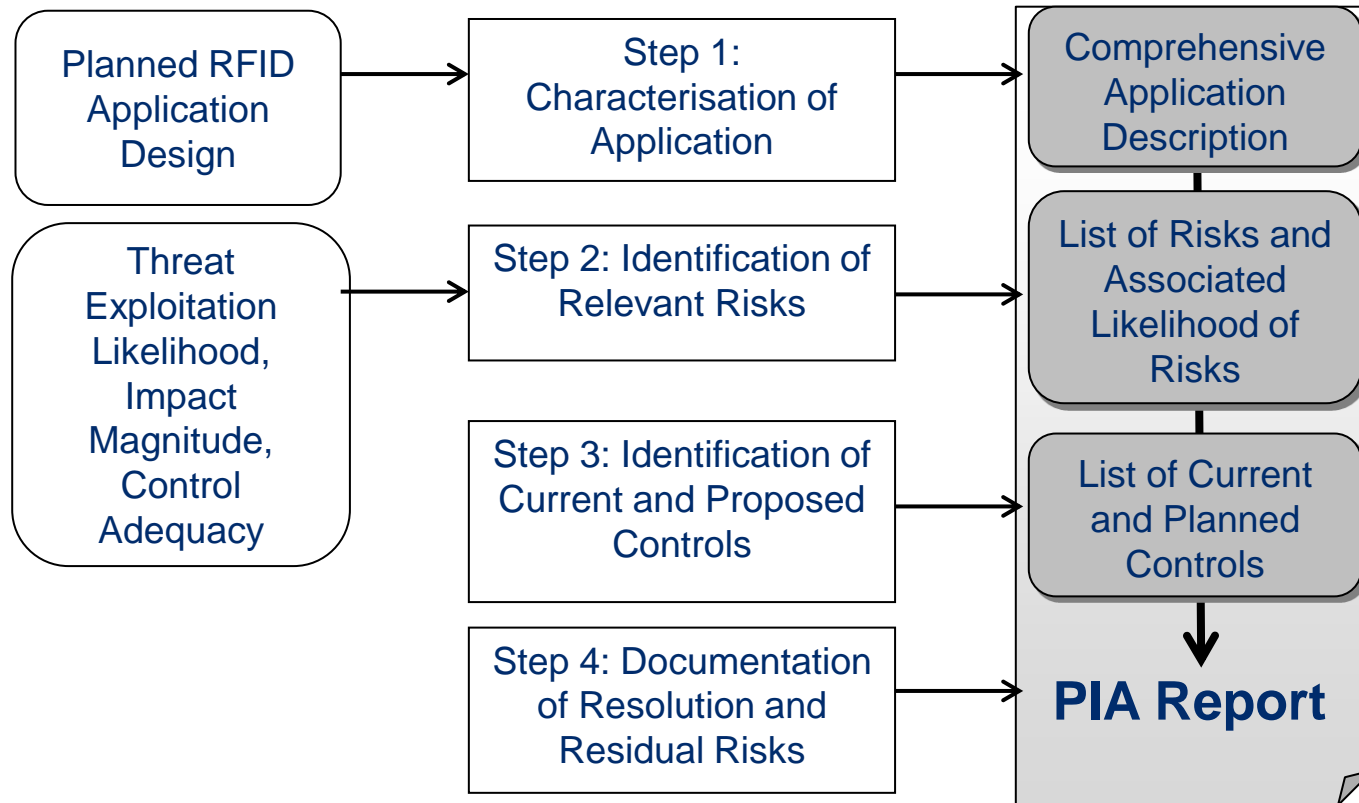 Planned RFID
Application
Design
Step 1:
Characterisation of
Application
Comprehensive
Application
Description
Threat
Exploitation
Likelihood,
Impact
Magnitude,
Control
Adequacy
Step 2: Identification of
Relevant Risks
List of Risks and
Associated
Likelihood of
Risks
Step 3: Identification of
Current and Proposed
Controls
List of Current
and Planned
Controls
Step 4: Documentation
of Resolution and
Residual Risks
PIA Report